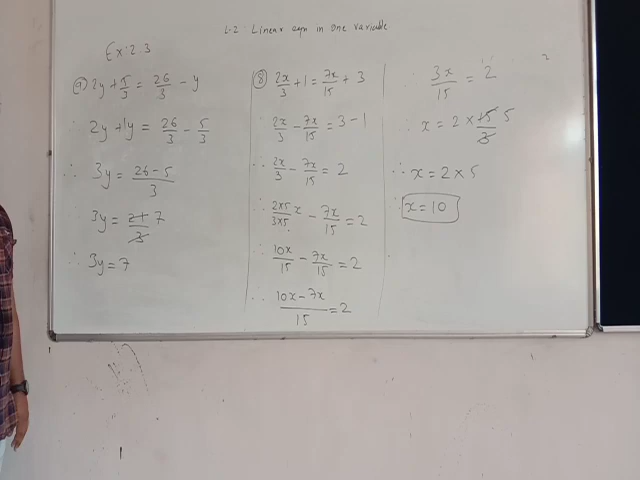 L-2 Linear eqn in one variable
Ex: 2.3
(9) 2y + 5/3 = 26/3 - y
∴ 2y + 1y = 26/3 - 5/3
∴ 3y = (26 - 5)/3
3y = 21/3 7
∴ 3y = 7
(8) 2x/3 + 1 = 7x/15 + 3
∴ 2x/3 - 7x/15 = 3 - 1
∴ 2x/3 - 7x/15 = 2
∴ (2×5)/(3×5) x - 7x/15 = 2
∴ 10x/15 - 7x/15 = 2
∴ (10x - 7x)/15 = 2
∴ 3x/15 = 2
∴ x = 2 × 15/3 5
∴ x = 2 × 5
∴ x = 10